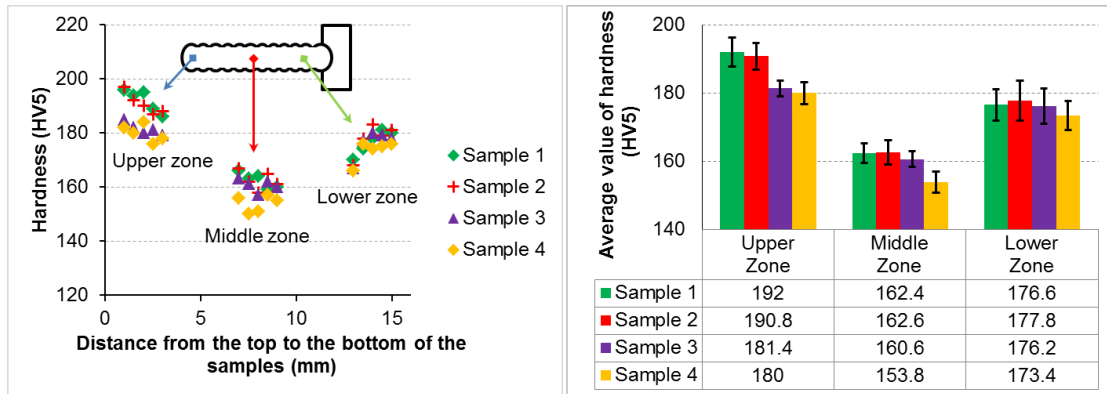 220
200
180
160
140
120
Hardness (HV5)
Upper zone
Middle zone
Lower zone
Sample 1
Sample 2
Sample 3
Sample 4
0 5 10 15
Distance from the top to the bottom of the
samples (mm)
200
180
160
140
Average value of hardness
(HV5)
Upper Zone Middle Zone Lower Zone
Sample 1 192 162.4 176.6
Sample 2 190.8 162.6 177.8
Sample 3 181.4 160.6 176.2
Sample 4 180 153.8 173.4